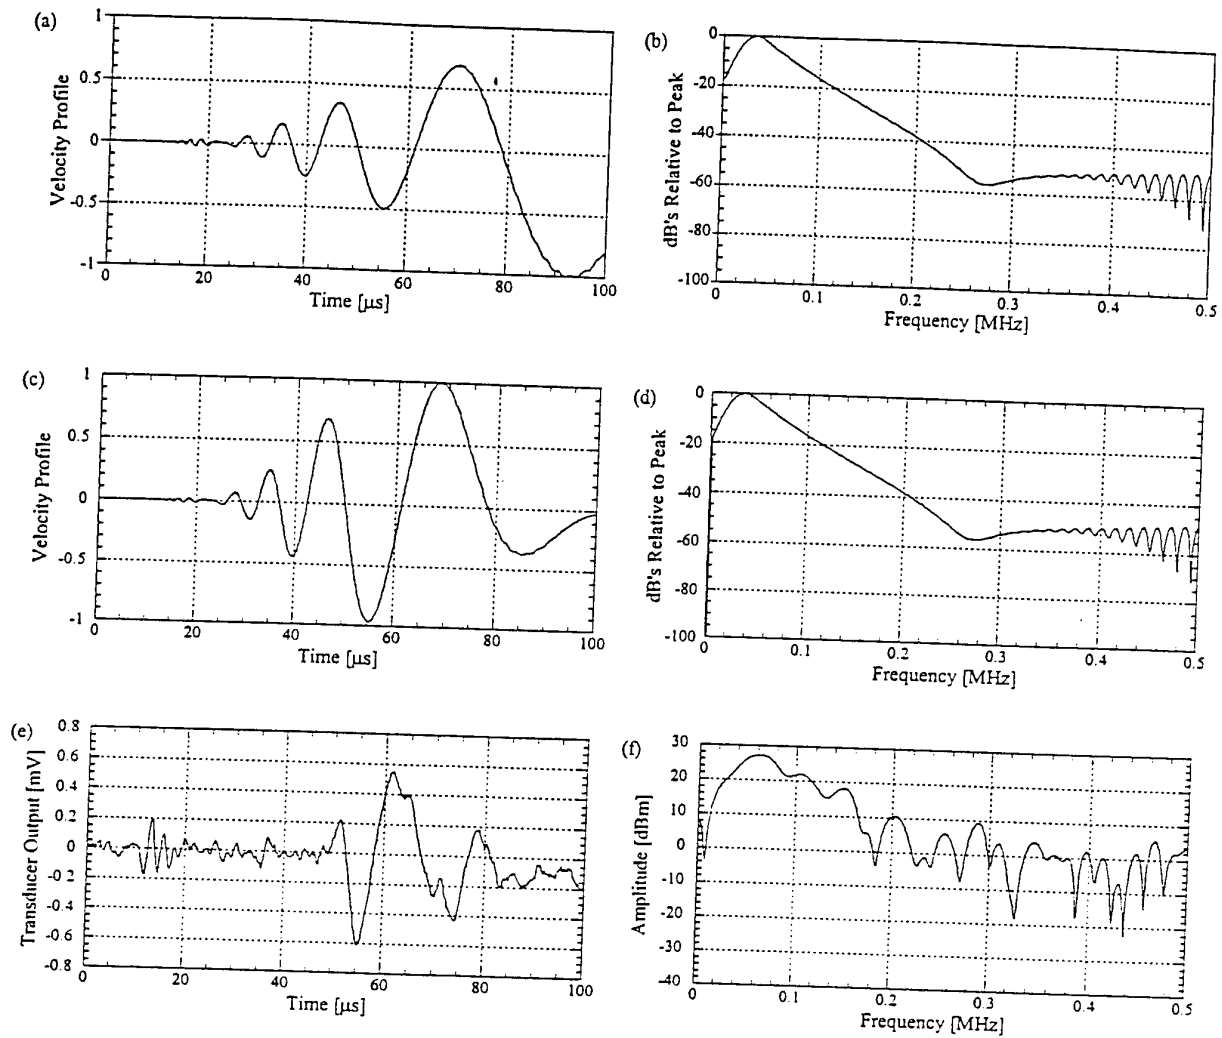 (a)
Velocity Profile
1
0.5
0
-0.5
-1
0 20 40 60 80 100
Time [μs]
(b)
dB's Relative to Peak
0
-20
-40
-60
-80
-100
0 0.1 0.2 0.3 0.4 0.5
Frequency [MHz]
(c)
Velocity Profile
1
0.5
0
-0.5
-1
0 20 40 60 80 100
Time [μs]
(d)
dB's Relative to Peak
0
-20
-40
-60
-80
-100
0 0.1 0.2 0.3 0.4 0.5
Frequency [MHz]
(e)
Transducer Output [mV]
0.8
0.6
0.4
0.2
0
-0.2
-0.4
-0.6
-0.8
0 20 40 60 80 100
Time [μs]
(f)
Amplitude [dBm]
30
20
10
0
-10
-20
-30
-40
0 0.1 0.2 0.3 0.4 0.5
Frequency [MHz]